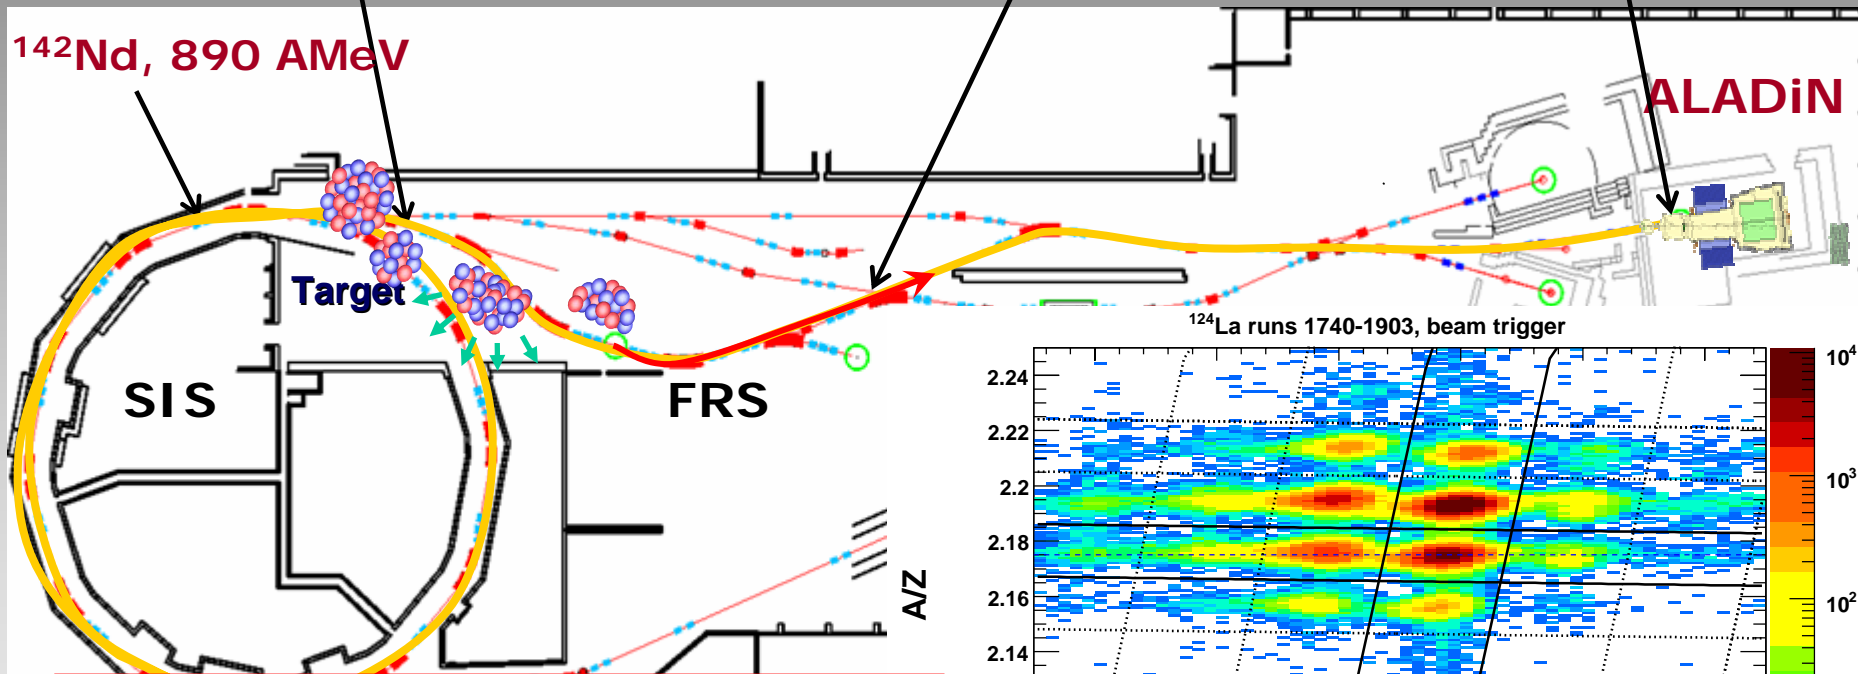 ¹⁴²Nd, 890 AMeV
ALADiN
Target
SIS
FRS
¹²⁴La runs 1740-1903, beam trigger
2.24
2.22
2.2
2.18
2.16
2.14
A/Z
10⁴
10³
10²